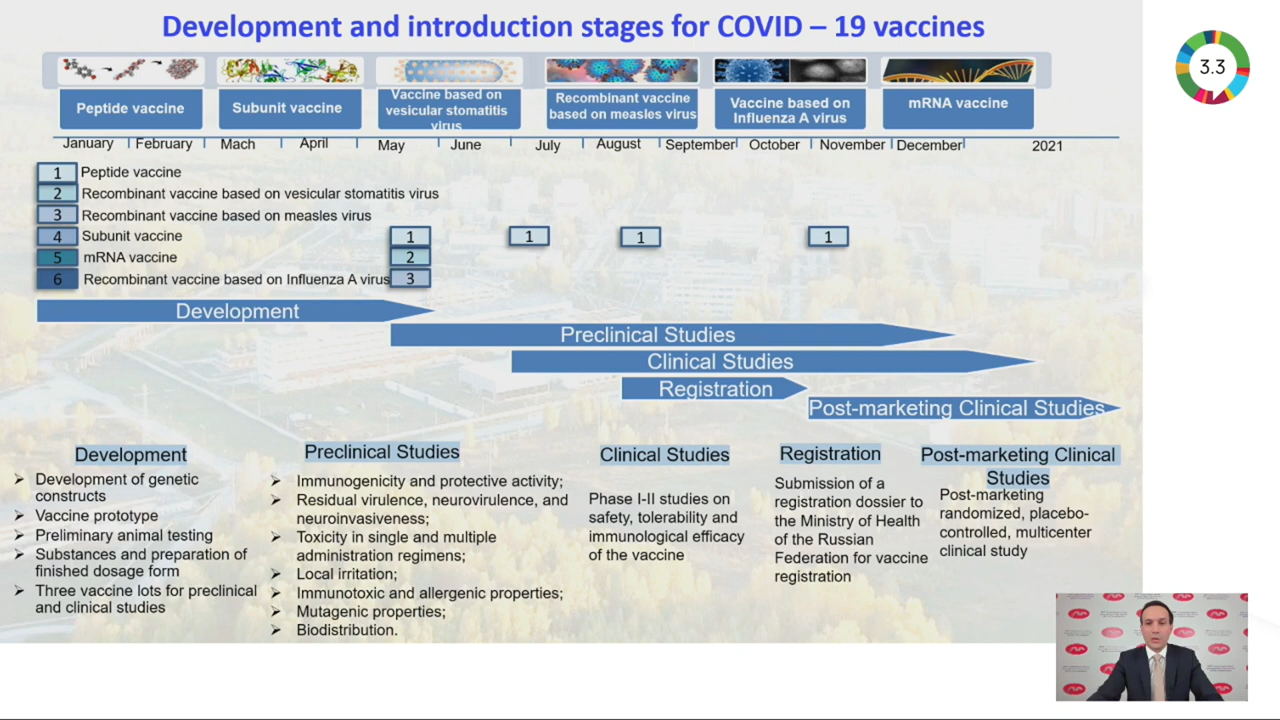 Development and introduction stages for COVID – 19 vaccines
3.3
Peptide vaccine
Subunit vaccine
Vaccine based on
vesicular stomatitis
virus
Recombinant vaccine
based on measles virus
Vaccine based on
Influenza A virus
mRNA vaccine
January February Mach April May June July August September October November December 2021
1 Peptide vaccine
2 Recombinant vaccine based on vesicular stomatitis virus
3 Recombinant vaccine based on measles virus
4 Subunit vaccine 1 1 1 1
5 mRNA vaccine 2
6 Recombinant vaccine based on Influenza A virus 3
Development
Preclinical Studies
Clinical Studies
Registration
Post-marketing Clinical Studies
Development
➢ Development of genetic
constructs
➢ Vaccine prototype
➢ Preliminary animal testing
➢ Substances and preparation of
finished dosage form
➢ Three vaccine lots for preclinical
and clinical studies
Preclinical Studies
➢ Immunogenicity and protective activity;
➢ Residual virulence, neurovirulence, and
neuroinvasiveness;
➢ Toxicity in single and multiple
administration regimens;
➢ Local irritation;
➢ Immunotoxic and allergenic properties;
➢ Mutagenic properties;
➢ Biodistribution.
Clinical Studies
Phase I-II studies on
safety, tolerability and
immunological efficacy
of the vaccine
Registration
Submission of a
registration dossier to
the Ministry of Health
of the Russian
Federation for vaccine
registration
Post-marketing Clinical
Studies
Post-marketing
randomized, placebo-
controlled, multicenter
clinical study